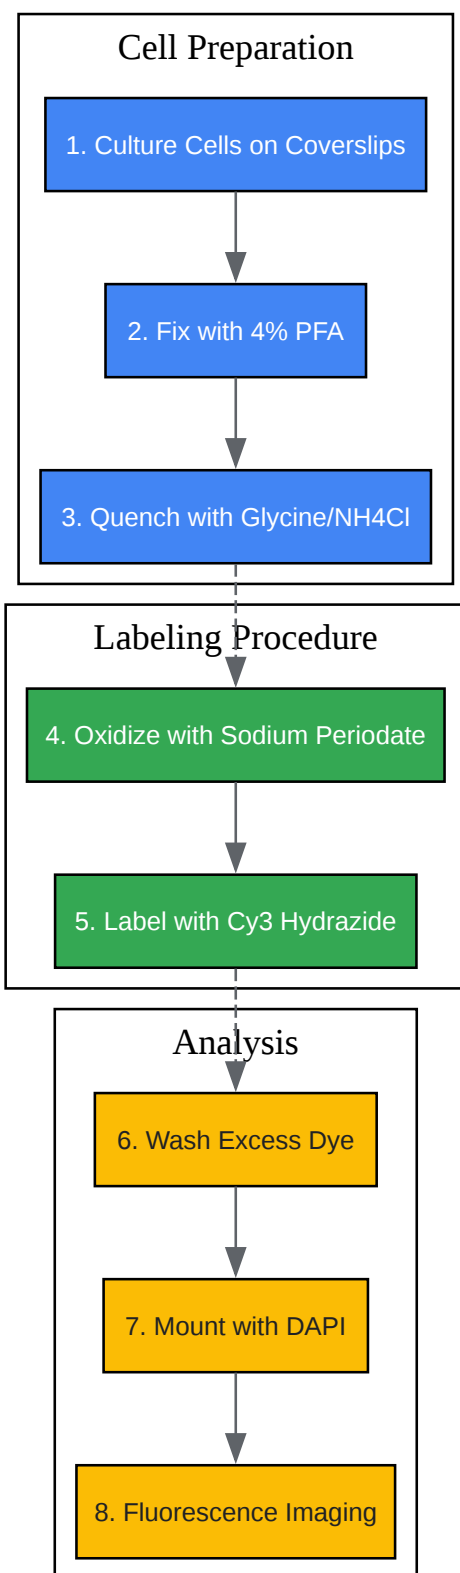 Cell Preparation
1. Culture Cells on Coverslips
2. Fix with 4% PFA
3. Quench with Glycine/NH4Cl
Labeling Procedure
4. Oxidize with Sodium Periodate
5. Label with Cy3 Hydrazide
Analysis
6. Wash Excess Dye
7. Mount with DAPI
8. Fluorescence Imaging